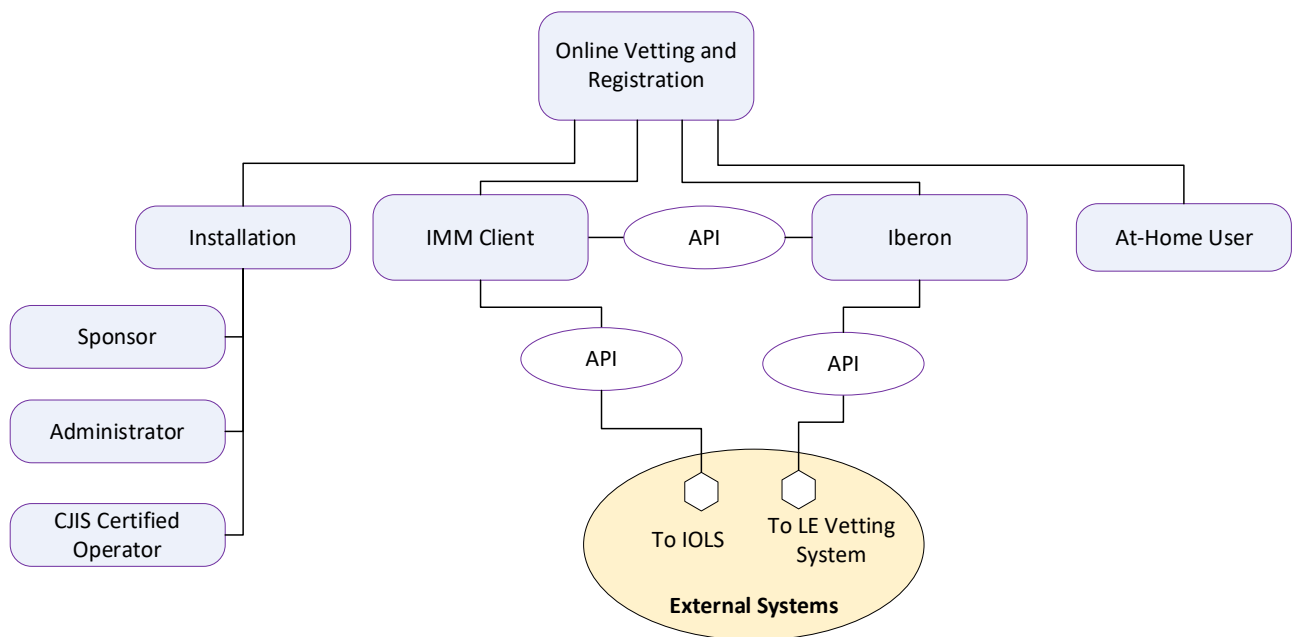 Online Vetting and
Registration
Installation
IMM Client
API
Iberon
At-Home User
Sponsor
API
API
Administrator
CJIS Certified
Operator
To IOLS
To LE Vetting
System
External Systems